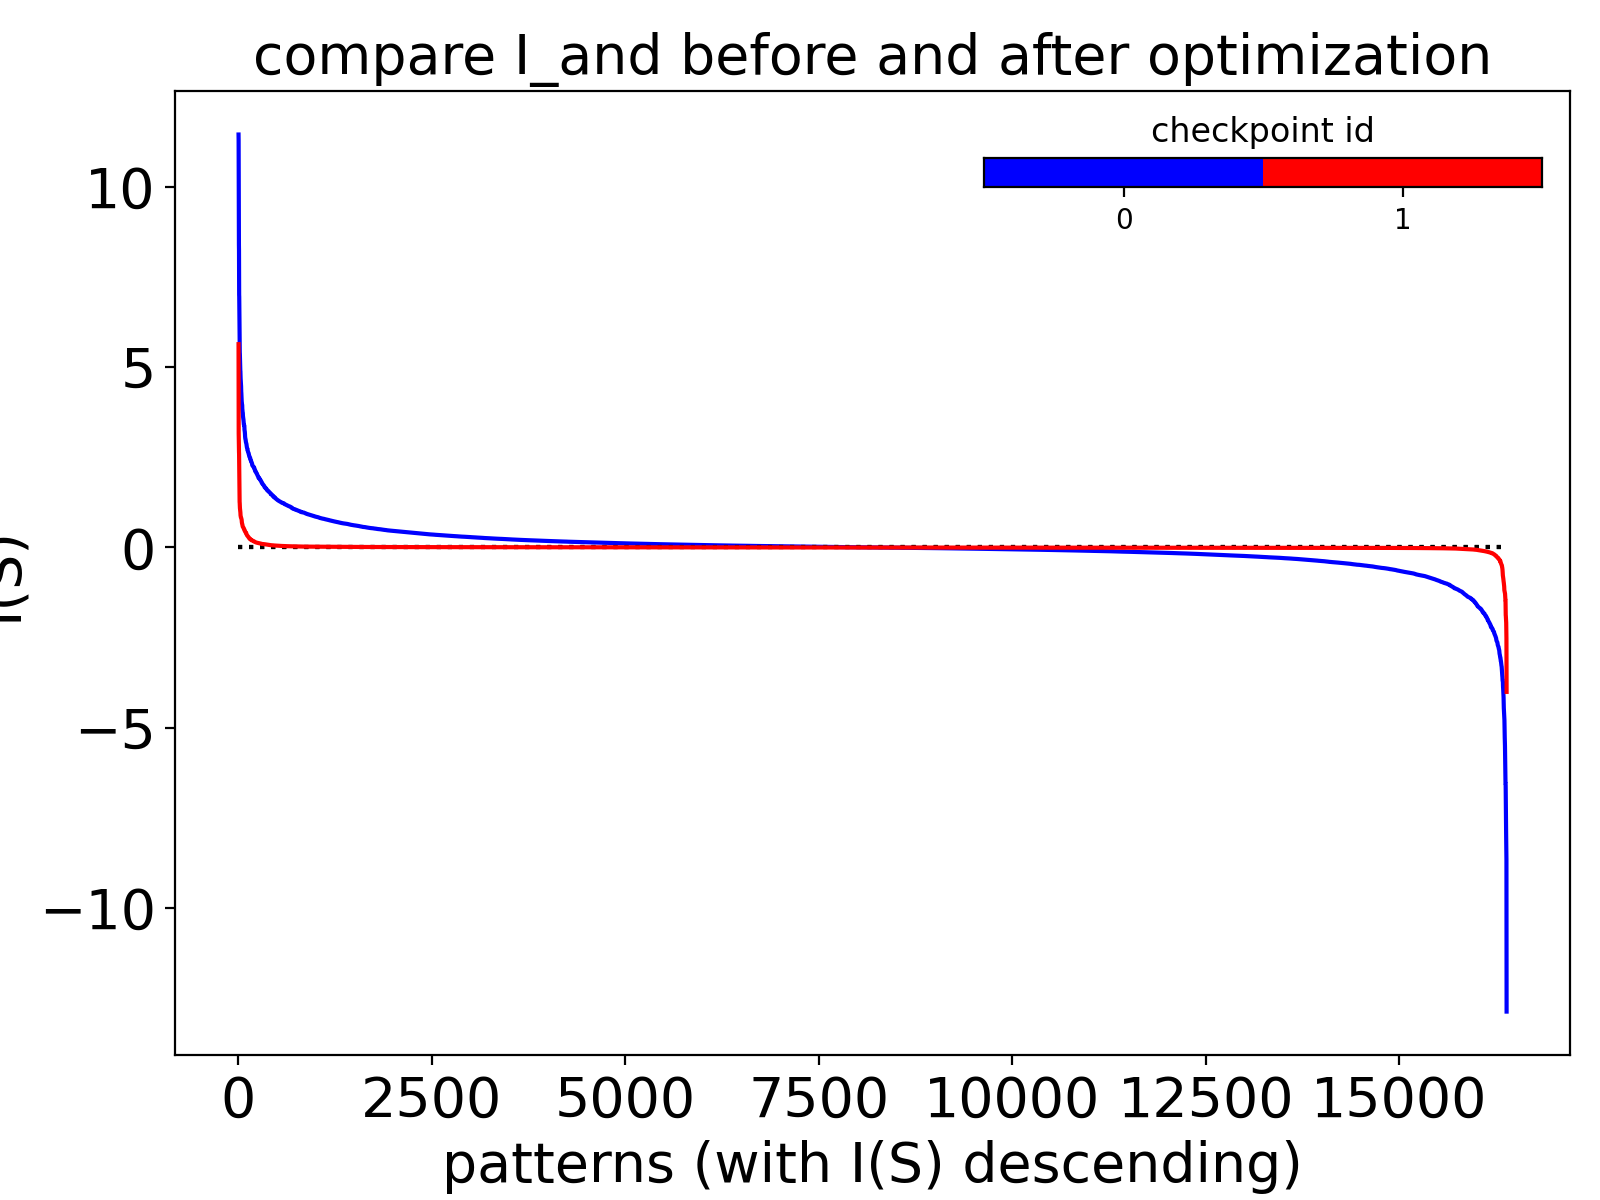 compare I_and before and after optimization
checkpoint id
0 1
10
5
0
−5
−10
0 2500 5000 7500 10000 12500 15000
patterns (with I(S) descending)